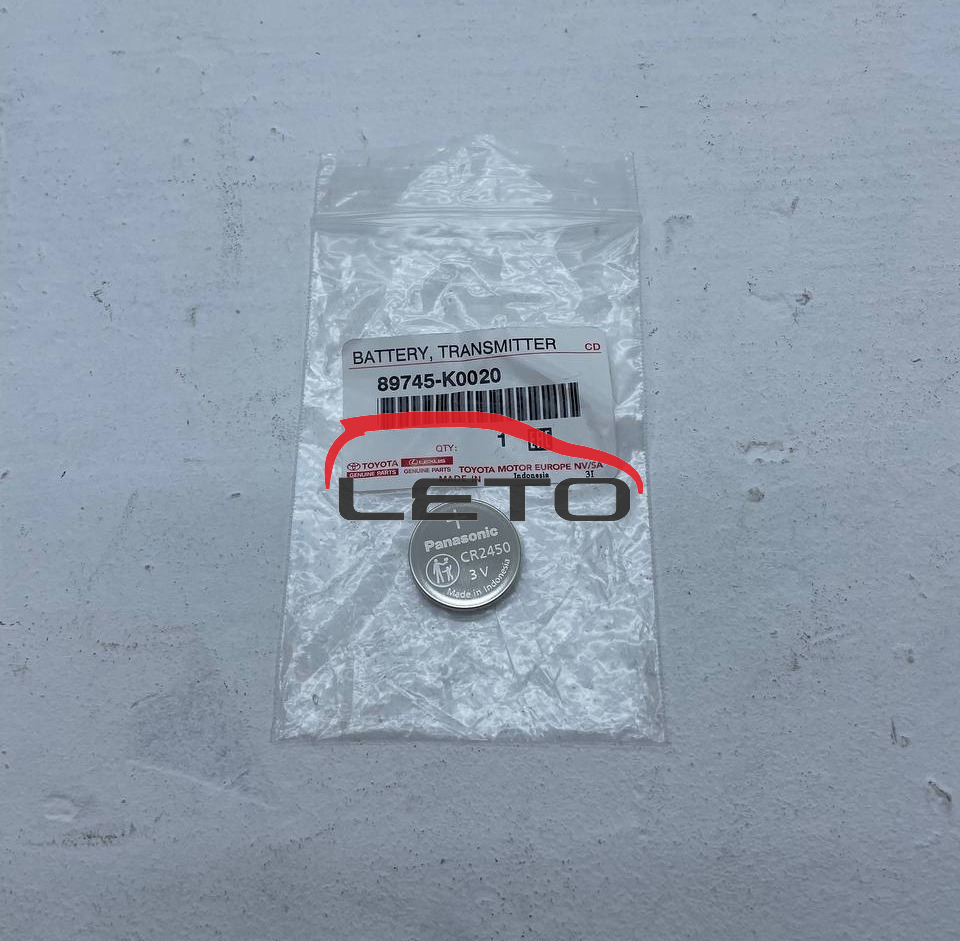 BATTERY, TRANSMITTER CD
89745-K0020
QTY: 1
TOYOTA LEXUS
GENUINE PARTS GENUINE PARTS TOYOTA MOTOR EUROPE NV/SA
MADE IN Indonesia 31
LETO
+
Panasonic
CR2450
3 V
Made in Indonesia